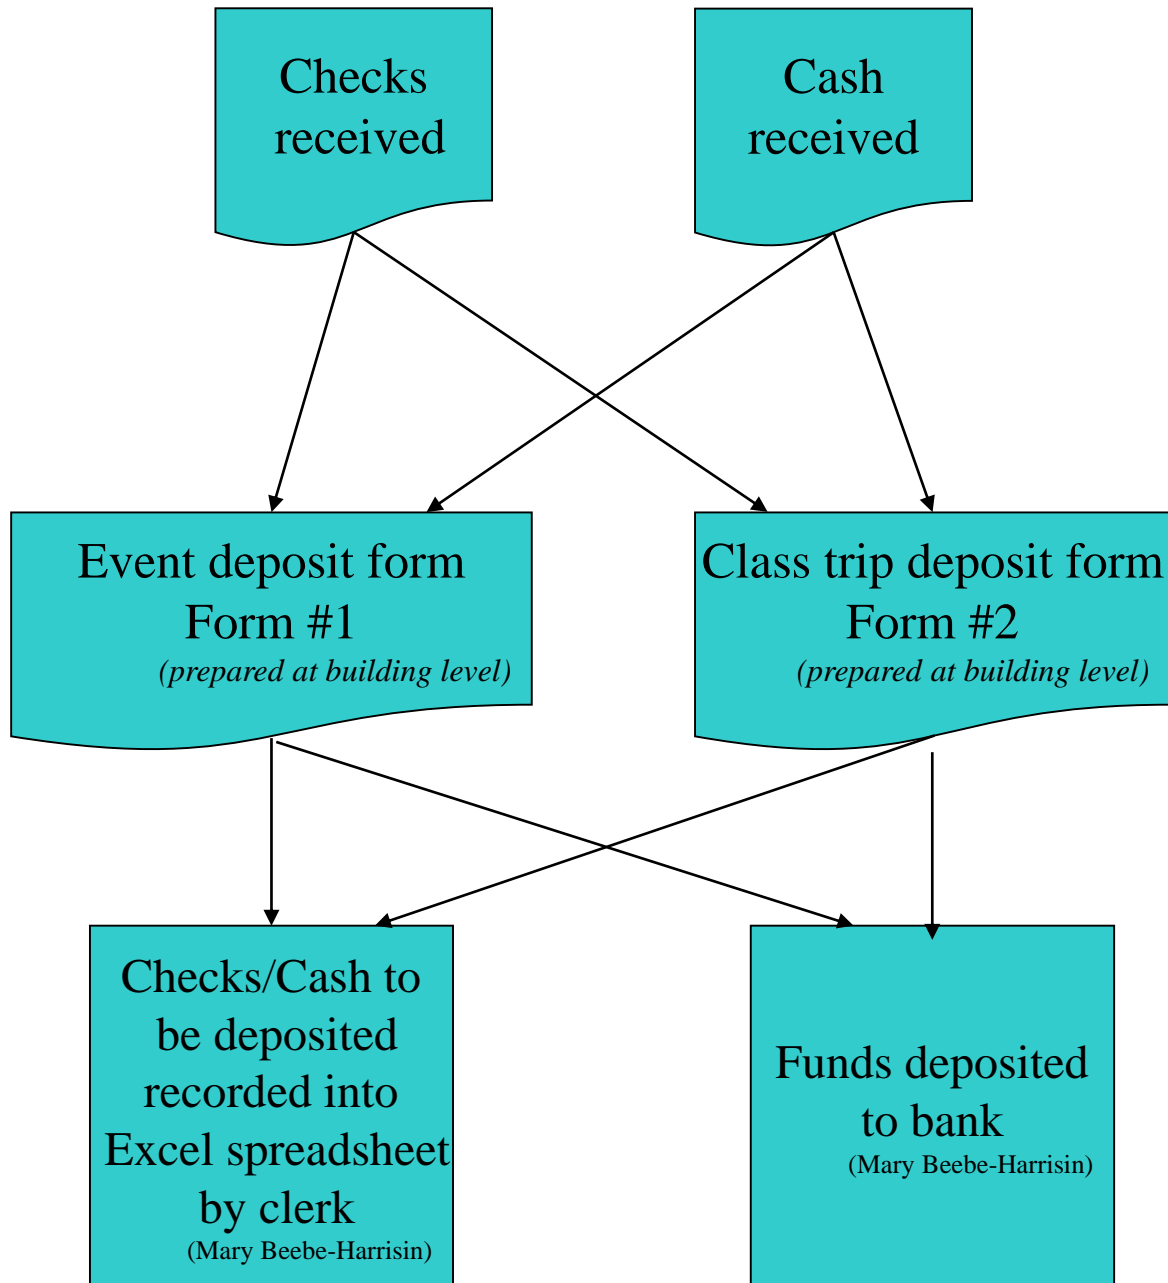 Checks
received
Cash
received
Event deposit form
Form #1
(prepared at building level)
Class trip deposit form
Form #2
(prepared at building level)
Checks/Cash to
be deposited
recorded into
Excel spreadsheet
by clerk
(Mary Beebe-Harrisin)
Funds deposited
to bank
(Mary Beebe-Harrisin)